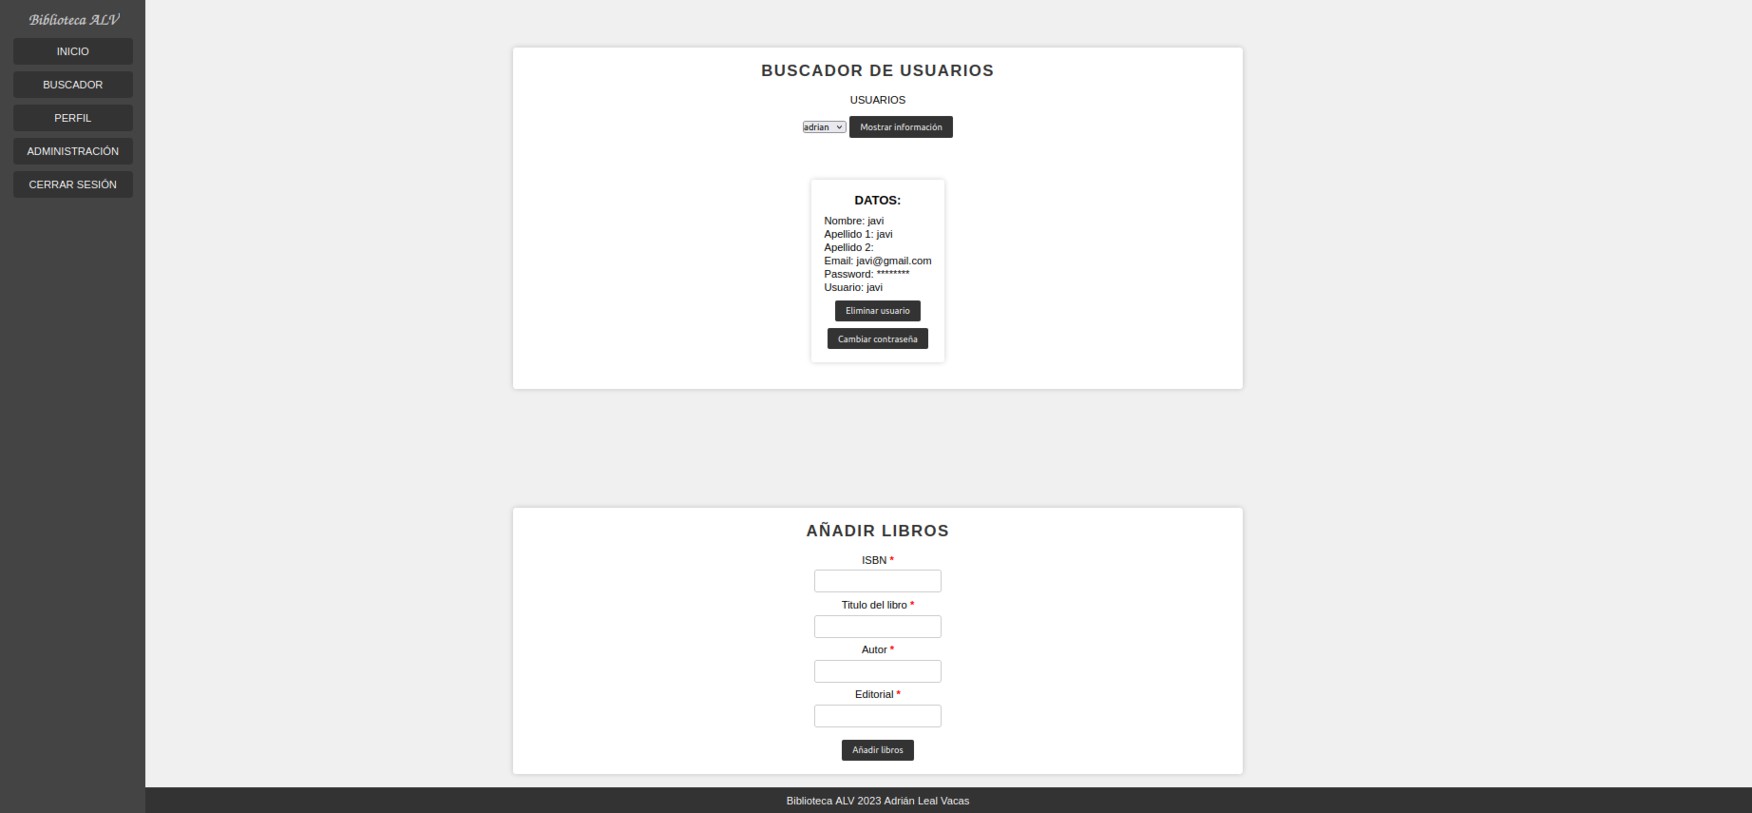 Biblioteca ALV
INICIO
BUSCADOR
PERFIL
ADMINISTRACIÓN
CERRAR SESIÓN
BUSCADOR DE USUARIOS
USUARIOS
adrian Mostrar información
DATOS:
Nombre: javi
Apellido 1: javi
Apellido 2:
Email: javi@gmail.com
Password: ********
Usuario: javi
Eliminar usuario
Cambiar contraseña
AÑADIR LIBROS
ISBN *
Titulo del libro *
Autor *
Editorial *
Añadir libros
Biblioteca ALV 2023 Adrián Leal Vacas